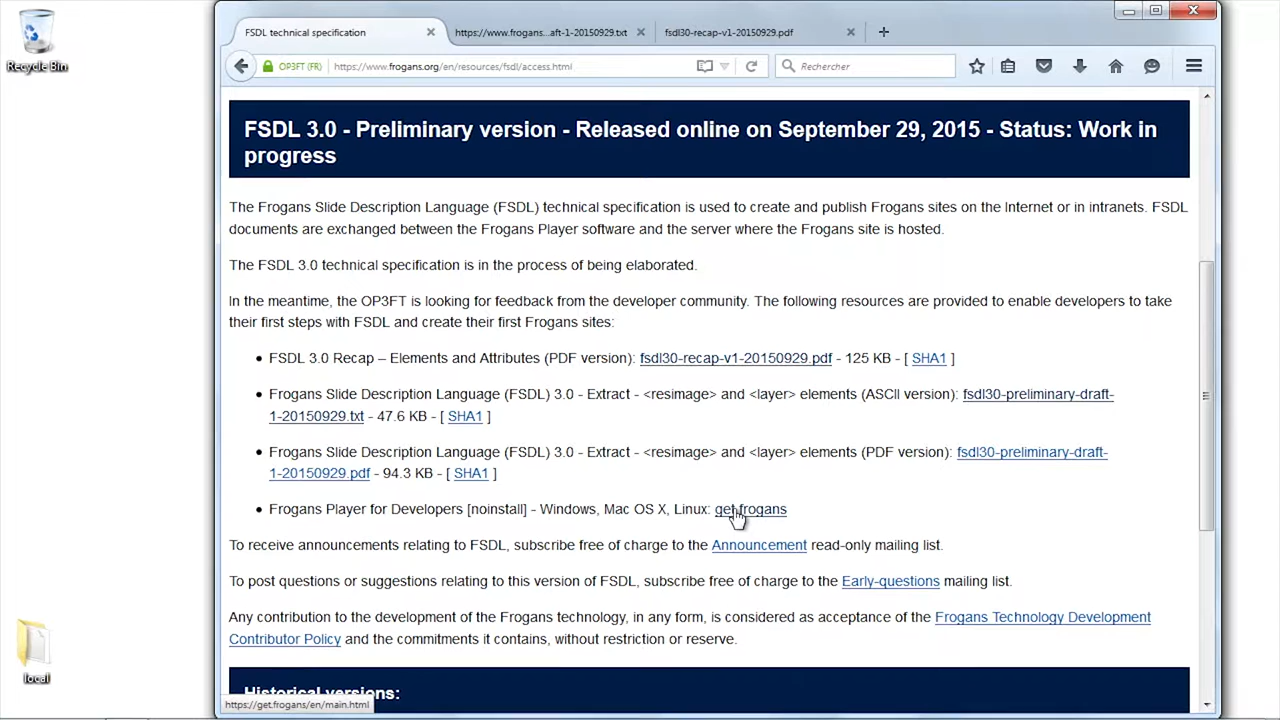 Recycle Bin
FSDL technical specification
https://www.frogans...aft-1-20150929.txt
fsdl30-recap-v1-20150929.pdf
OP3FT (FR)
https://www.frogans.org/en/resources/fsdl/access.html
Rechercher
FSDL 3.0 - Preliminary version - Released online on September 29, 2015 - Status: Work in
progress
The Frogans Slide Description Language (FSDL) technical specification is used to create and publish Frogans sites on the Internet or in intranets. FSDL
documents are exchanged between the Frogans Player software and the server where the Frogans site is hosted.
The FSDL 3.0 technical specification is in the process of being elaborated.
In the meantime, the OP3FT is looking for feedback from the developer community. The following resources are provided to enable developers to take
their first steps with FSDL and create their first Frogans sites:
• FSDL 3.0 Recap – Elements and Attributes (PDF version): fsdl30-recap-v1-20150929.pdf - 125 KB - [ SHA1 ]
• Frogans Slide Description Language (FSDL) 3.0 - Extract - <resimage> and <layer> elements (ASCII version): fsdl30-preliminary-draft-
1-20150929.txt - 47.6 KB - [ SHA1 ]
• Frogans Slide Description Language (FSDL) 3.0 - Extract - <resimage> and <layer> elements (PDF version): fsdl30-preliminary-draft-
1-20150929.pdf - 94.3 KB - [ SHA1 ]
• Frogans Player for Developers [noinstall] - Windows, Mac OS X, Linux: get.frogans
To receive announcements relating to FSDL, subscribe free of charge to the Announcement read-only mailing list.
To post questions or suggestions relating to this version of FSDL, subscribe free of charge to the Early-questions mailing list.
Any contribution to the development of the Frogans technology, in any form, is considered as acceptance of the Frogans Technology Development
Contributor Policy and the commitments it contains, without restriction or reserve.
local
Historical versions:
https://get.frogans/en/main.html